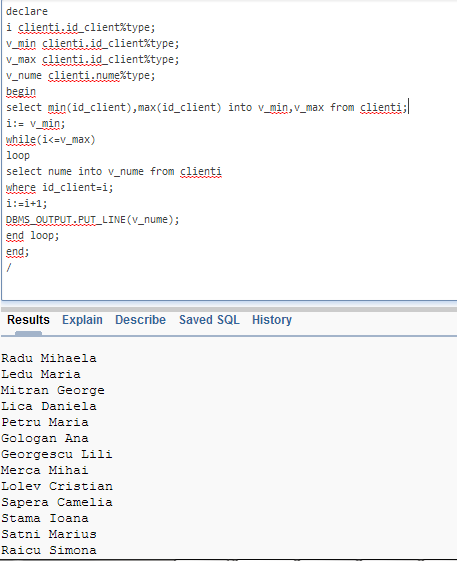 declare
i clienti.id_client%type;
v_min clienti.id_client%type;
v_max clienti.id_client%type;
v_nume clienti.nume%type;
begin
select min(id_client),max(id_client) into v_min,v_max from clienti;
i:= v_min;
while(i<=v_max)
loop
select nume into v_nume from clienti
where id_client=i;
i:=i+1;
DBMS_OUTPUT.PUT_LINE(v_nume);
end loop;
end;
/
Results Explain Describe Saved SQL History
Radu Mihaela
Ledu Maria
Mitran George
Lica Daniela
Petru Maria
Gologan Ana
Georgescu Lili
Merca Mihai
Lolev Cristian
Sapera Camelia
Stama Ioana
Satni Marius
Raicu Simona